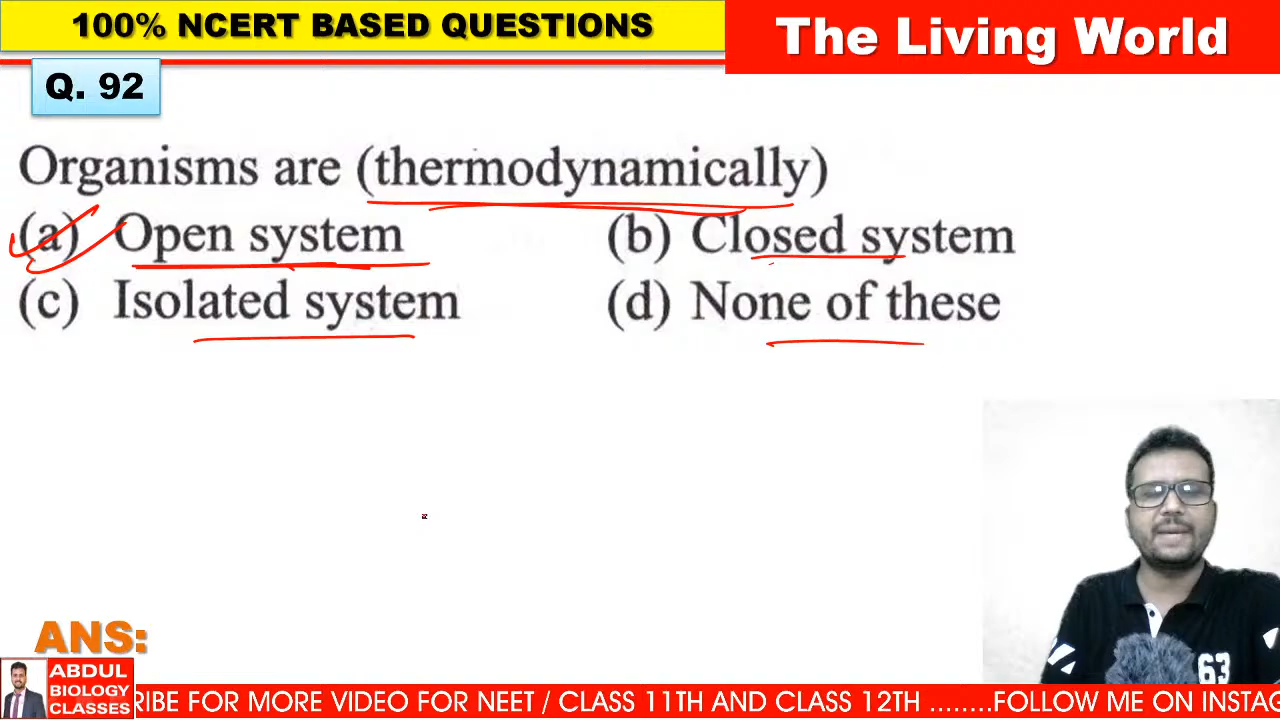 100% NCERT BASED QUESTIONS
The Living World
Q. 92
Organisms are (thermodynamically)
(a) Open system
(b) Closed system
(c) Isolated system
(d) None of these
ANS:
63
ABDUL
BIOLOGY
CLASSES
RIBE FOR MORE VIDEO FOR NEET / CLASS 11TH AND CLASS 12TH ........FOLLOW ME ON INSTAG